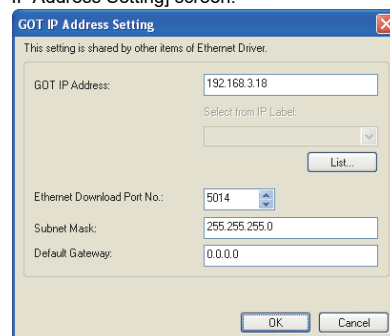 IP Address Setting] screen.
GOT IP Address Setting
This setting is shared by other items of Ethernet Driver.
GOT IP Address:
192.168.3.18
Select from IP Label:
List...
Ethernet Download Port No.:
5014
Subnet Mask:
255.255.255.0
Default Gateway:
0.0.0.0
OK
Cancel